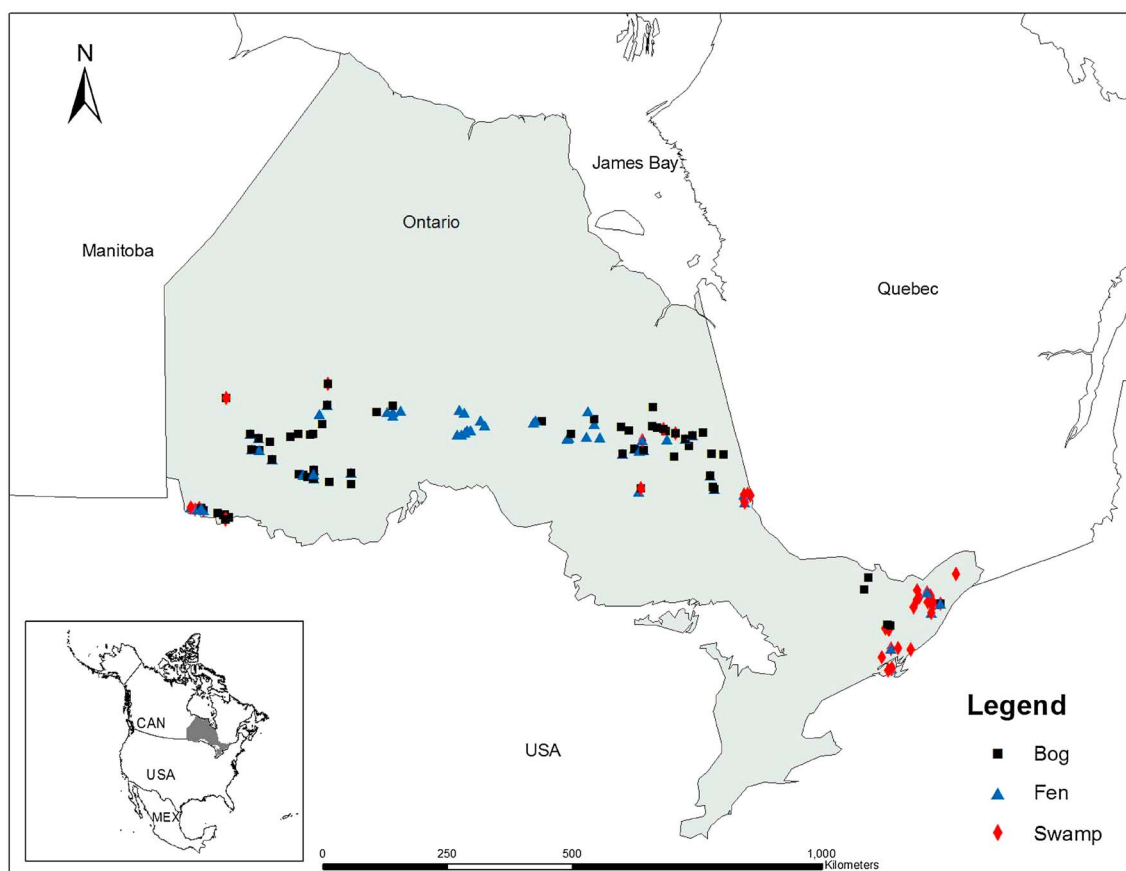 N
James Bay
Ontario
Manitoba
Quebec
CAN
USA
MEX
USA
Legend
Bog
Fen
Swamp
0 250 500 1,000
Kilometers